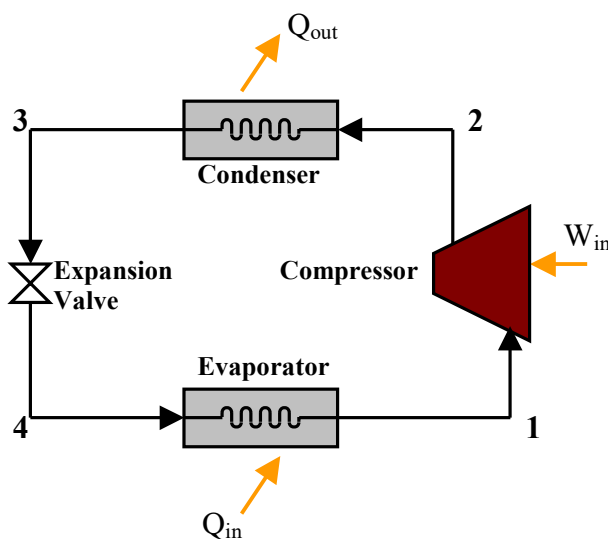 Qout
3
2
Condenser
Win
Expansion
Valve
Compressor
Evaporator
4
1
Qin